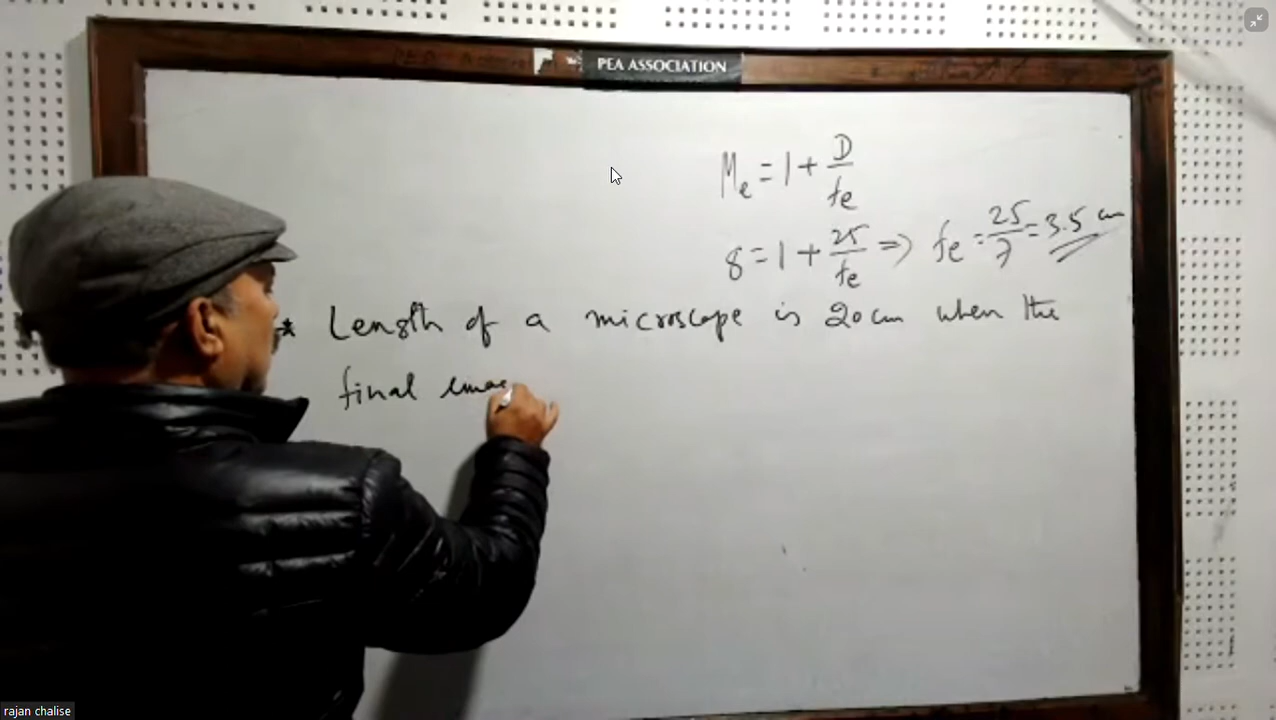 PEA ASSOCIATION
Me = 1 + D/fe
8 = 1 + 25/fe => fe = 25/7 = 3.5 cm
* Length of a microscope is 20 cm when the
final imag
rajan chalise